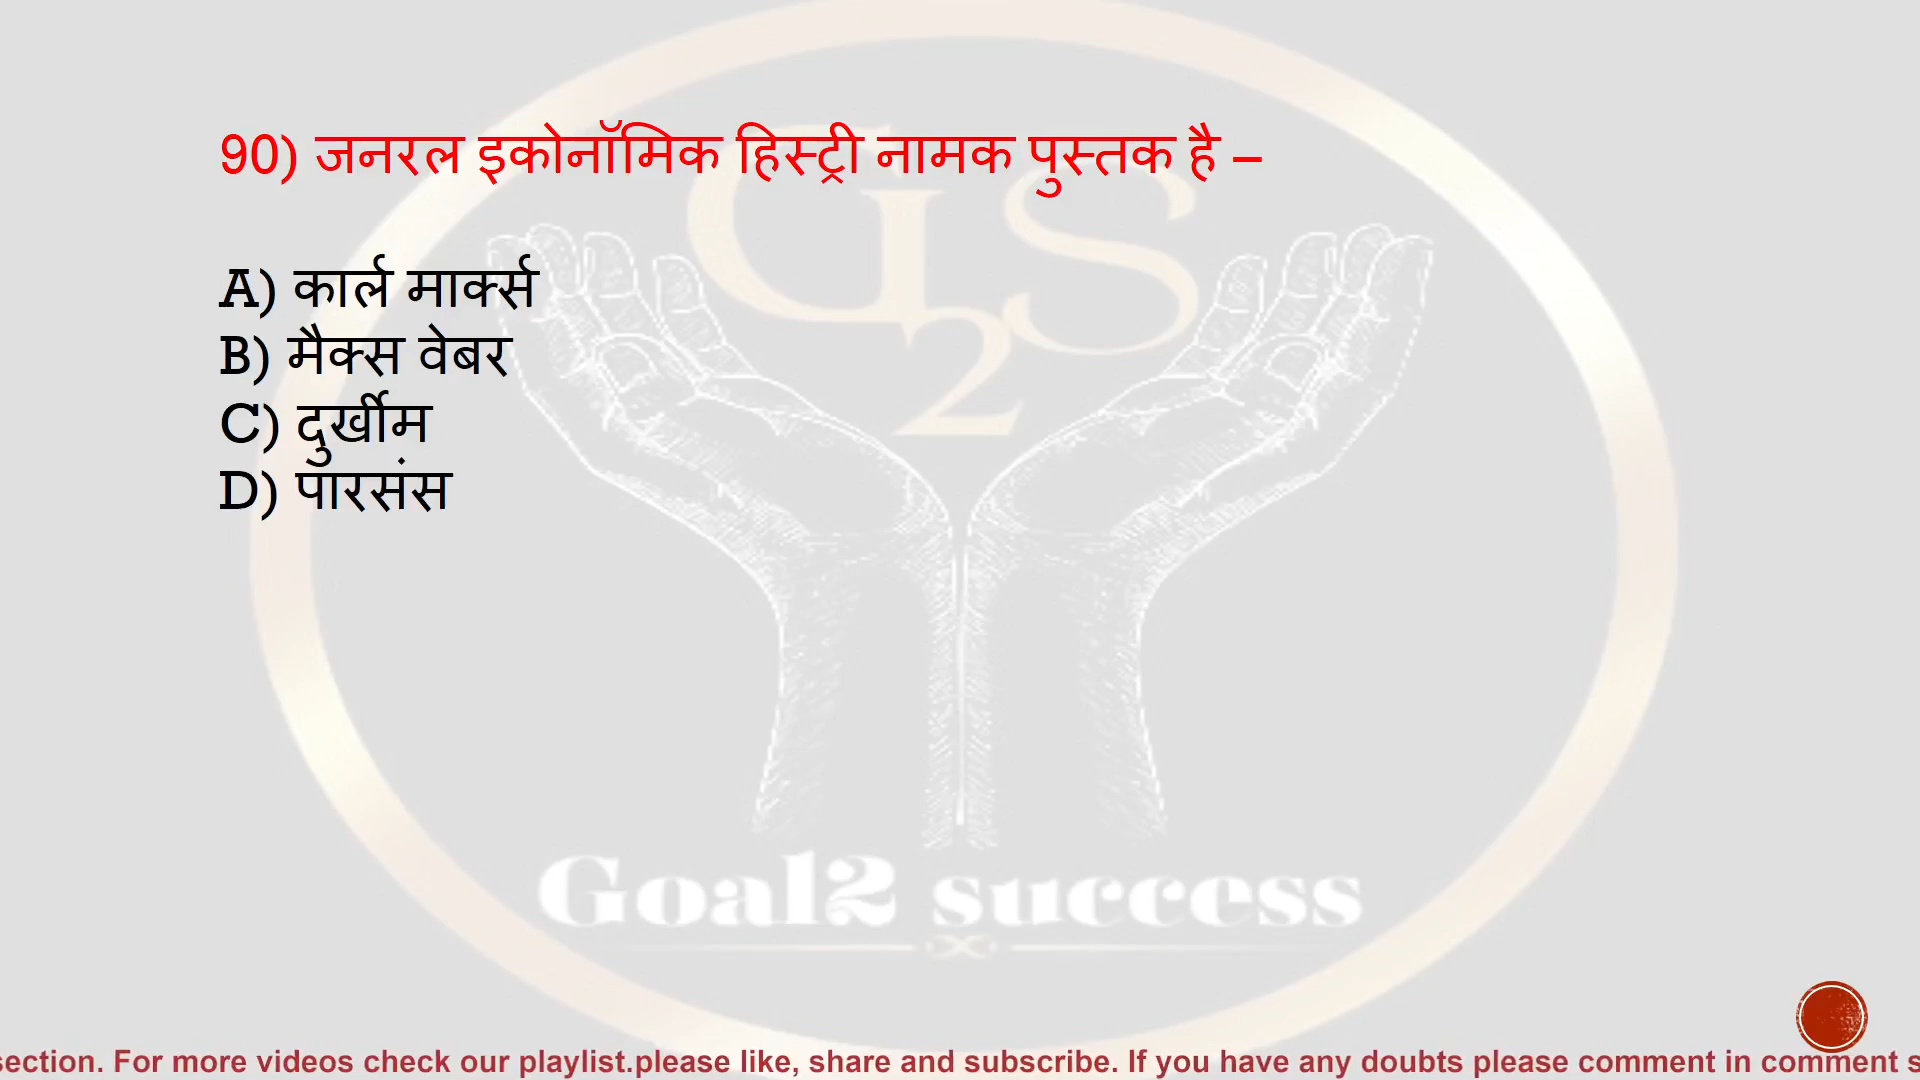 90) जनरल इकोनॉमिक हिस्ट्री नामक पुस्तक है –
A) कार्ल मार्क्स
B) मैक्स वेबर
C) दुर्खीम
D) पारसंस
G2S
Goal2 success
section. For more videos check our playlist.please like, share and subscribe. If you have any doubts please comment in comment s